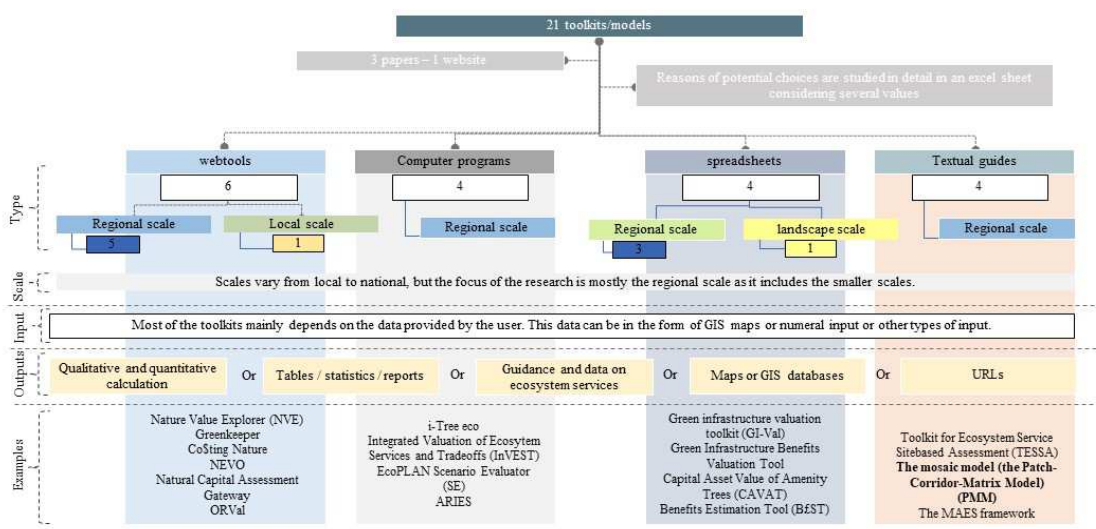 21 toolkits/models
3 papers – 1 website
Reasons of potential choices are studied in detail in an excel sheet
considering several values
webtools
Computer programs
spreadsheets
Textual guides
Type
6
4
4
4
Regional scale
5
Local scale
1
Regional scale
Regional scale
3
landscape scale
1
Regional scale
Scale
Scales vary from local to national, but the focus of the research is mostly the regional scale as it includes the smaller scales.
Input
Most of the toolkits mainly depends on the data provided by the user. This data can be in the form of GIS maps or numeral input or other types of input.
Outputs
Qualitative and quantitative
calculation
Or
Tables / statistics / reports
Or
Guidance and data on
ecosystem services
Or
Maps or GIS databases
Or
URLs
Examples
Nature Value Explorer (NVE)
Greenkeeper
Co$ting Nature
NEVO
Natural Capital Assessment
Gateway
ORVal
i-Tree eco
Integrated Valuation of Ecosytem
Services and Tradeoffs (InVEST)
EcoPLAN Scenario Evaluator
(SE)
ARIES
Green infrastructure valuation
toolkit (GI-Val)
Green Infrastructure Benefits
Valuation Tool
Capital Asset Value of Amenity
Trees (CAVAT)
Benefits Estimation Tool (B£ST)
Toolkit for Ecosystem Service
Sitebased Assessment (TESSA)
The mosaic model (the Patch-
Corridor-Matrix Model)
(PMM)
The MAES framework